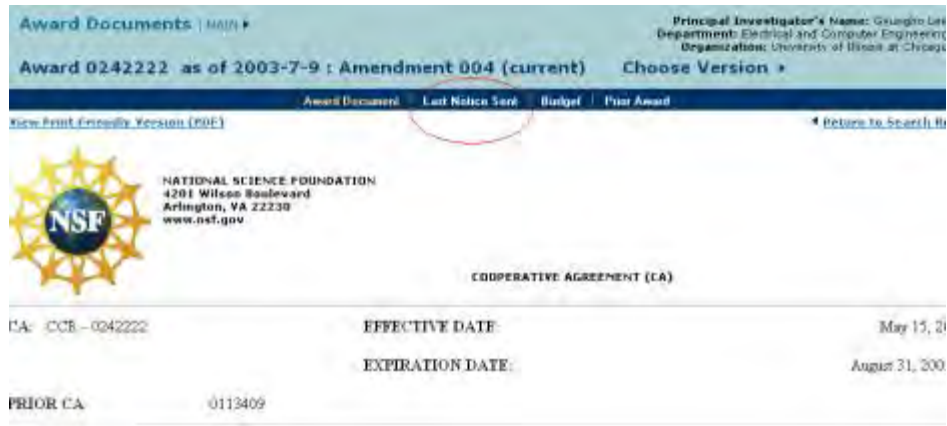 Award Documents | MAIN ▸
Principal Investigator's Name:
Department: Electrical and Computer Engineering
Organization: University of Illinois at Chicago
Award 0242222 as of 2003-7-9 : Amendment 004 (current) Choose Version ▸
Award Document Last Notice Sent Budget Prior Award
View Print Friendly Version (PDF) ◂ Return to Search
NATIONAL SCIENCE FOUNDATION
4201 Wilson Boulevard
Arlington, VA 22230
www.nsf.gov
NSF
COOPERATIVE AGREEMENT (CA)
CA: CCR - 0242222 EFFECTIVE DATE: May 15,
EXPIRATION DATE: August 31,
PRIOR CA 0113409